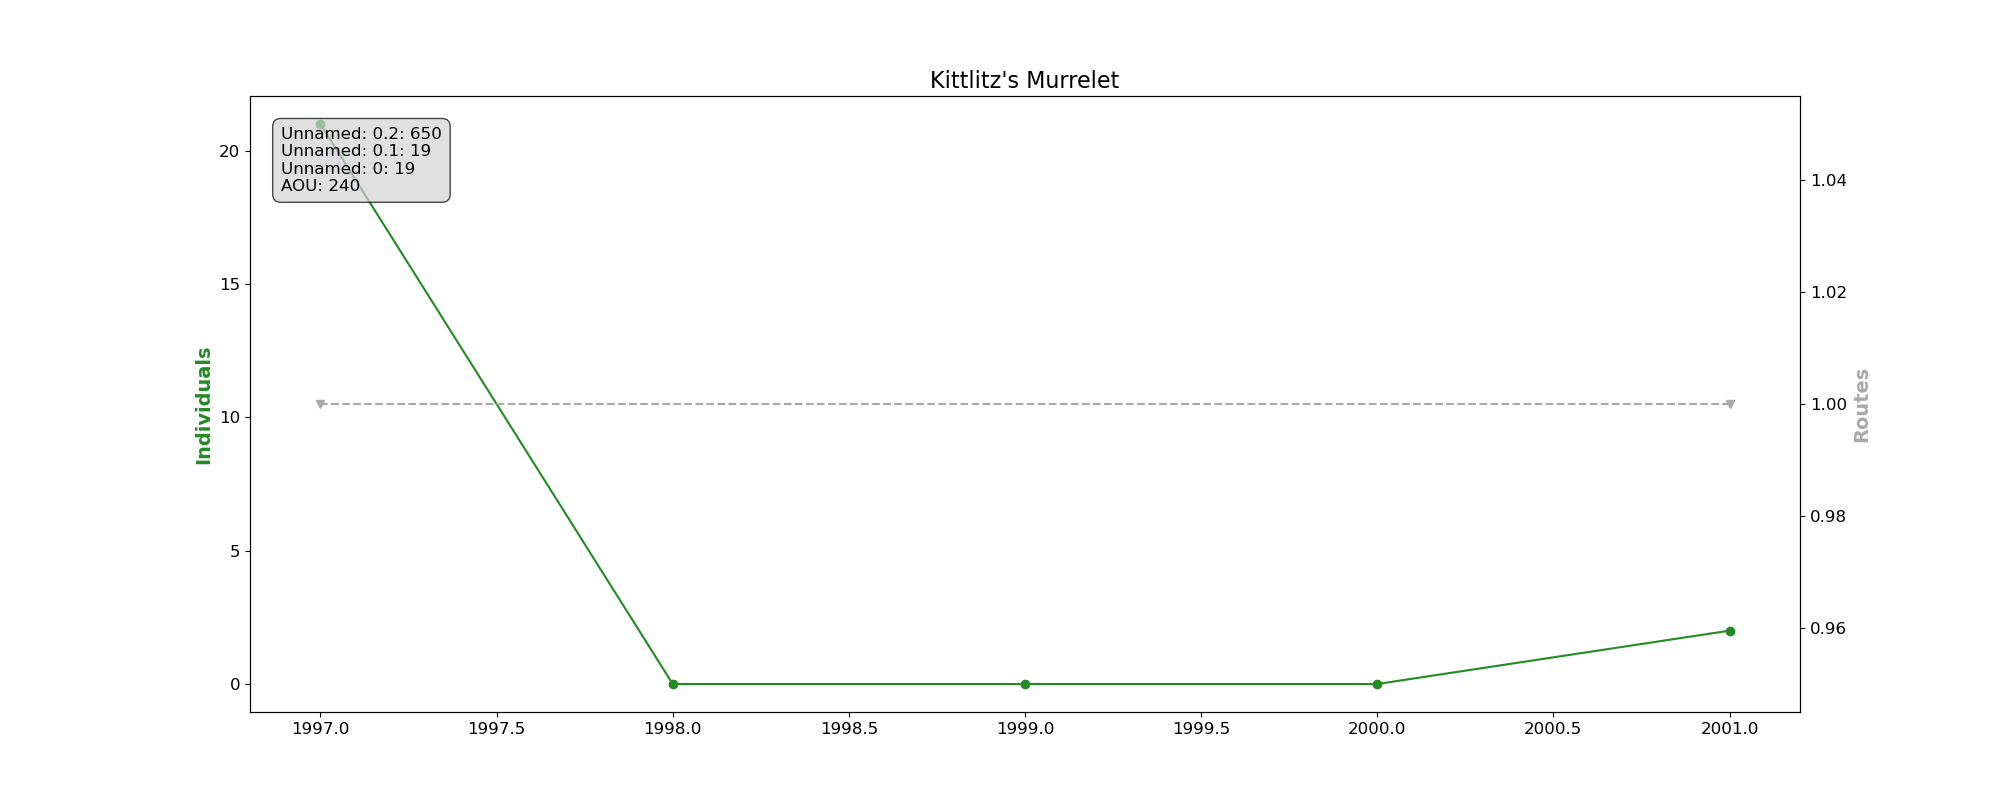 Kittlitz's Murrelet
Unnamed: 0.2: 650
Unnamed: 0.1: 19
Unnamed: 0: 19
AOU: 240
20
15
10
5
0
Individuals
1.04
1.02
1.00
0.98
0.96
Routes
1997.0 1997.5 1998.0 1998.5 1999.0 1999.5 2000.0 2000.5 2001.0